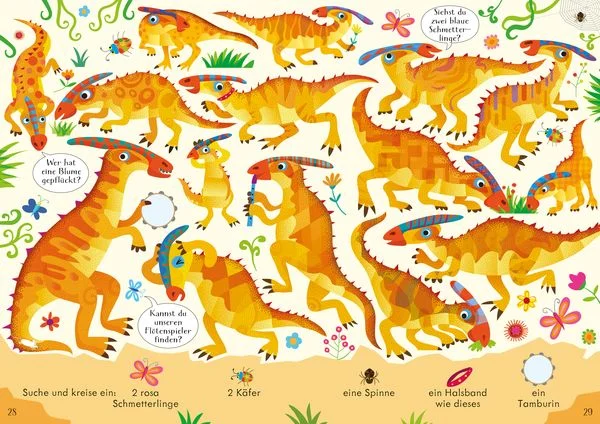 Siehst du
zwei blaue
Schmetter-
linge?
Wer hat
eine Blume
gepflückt?
Kannst du
unseren
Flötenspieler
finden?
Suche und kreise ein:
2 rosa
Schmetterlinge
2 Käfer
eine Spinne
ein Halsband
wie dieses
ein
Tamburin
28
29